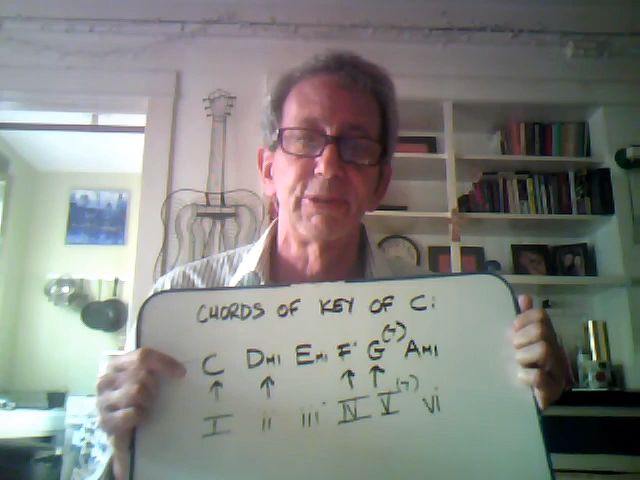 CHORDS OF KEY OF C:
C DMI EMI F G(7) AMI
I ii iii IV V(7) vi